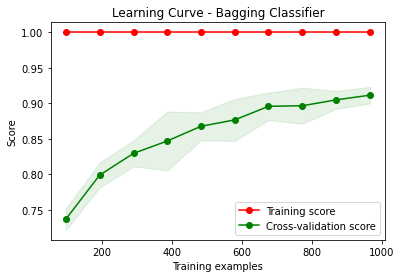 Learning Curve - Bagging Classifier
Score
1.00
0.95
0.90
0.85
0.80
0.75
Training score
Cross-validation score
200
400
600
800
1000
Training examples